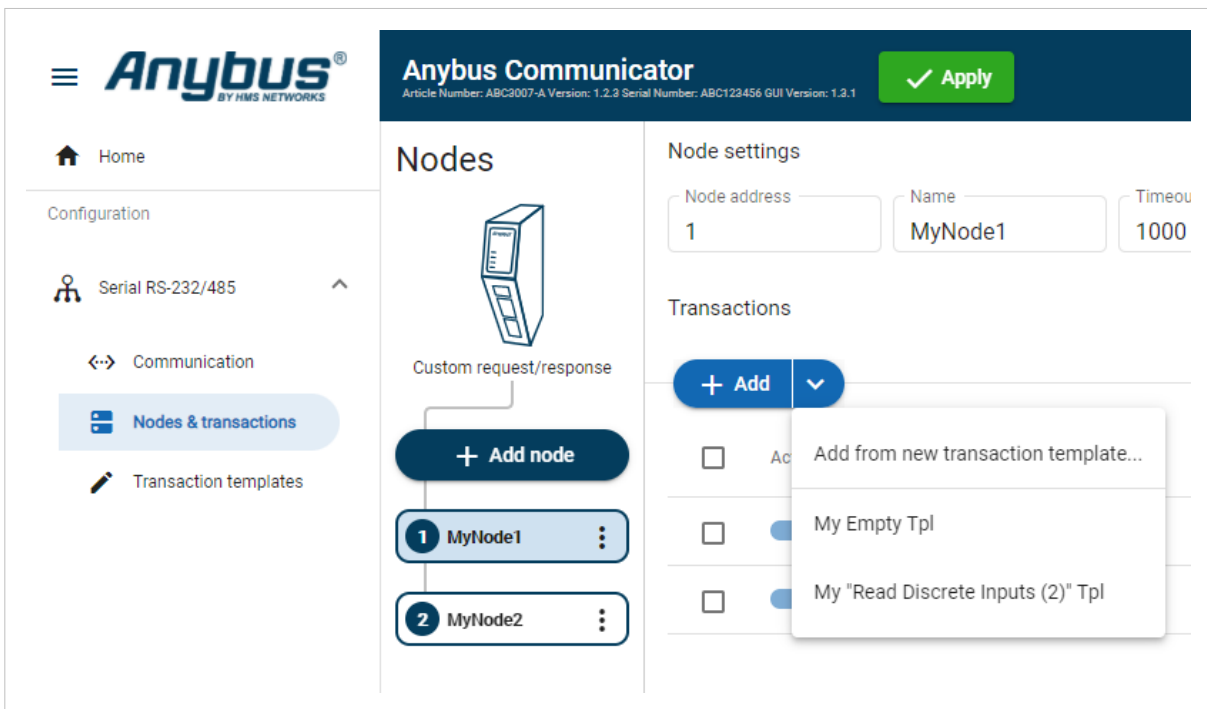 Anybus®
BY HMS NETWORKS
Anybus Communicator
Article Number: ABC3007-A Version: 1.2.3 Serial Number: ABC123456 GUI Version: 1.3.1
Apply
Home
Configuration
Serial RS-232/485
Communication
Nodes & transactions
Transaction templates
Nodes
Custom request/response
+ Add node
1 MyNode1
2 MyNode2
Node settings
Node address
1
Name
MyNode1
Timeou
1000
Transactions
+ Add
Ac
Add from new transaction template...
My Empty Tpl
My "Read Discrete Inputs (2)" Tpl